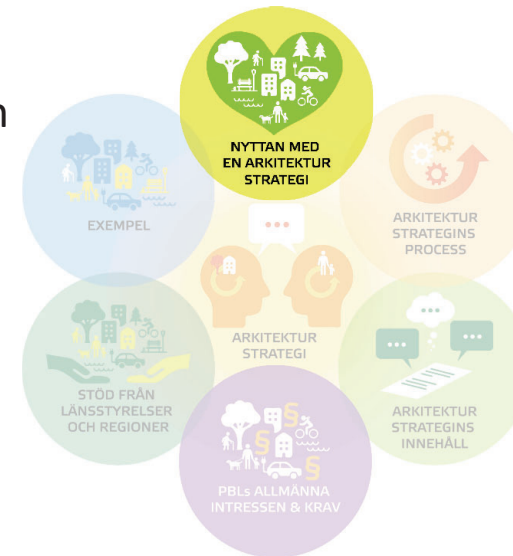 n
NYTTAN MED
EN ARKITEKTUR
STRATEGI
EXEMPEL
ARKITEKTUR
STRATEGINS
PROCESS
ARKITEKTUR
STRATEGI
STÖD FRÅN
LÄNSSTYRELSER
OCH REGIONER
ARKITEKTUR
STRATEGINS
INNEHÅLL
PBLs ALLMÄNNA
INTRESSEN & KRAV